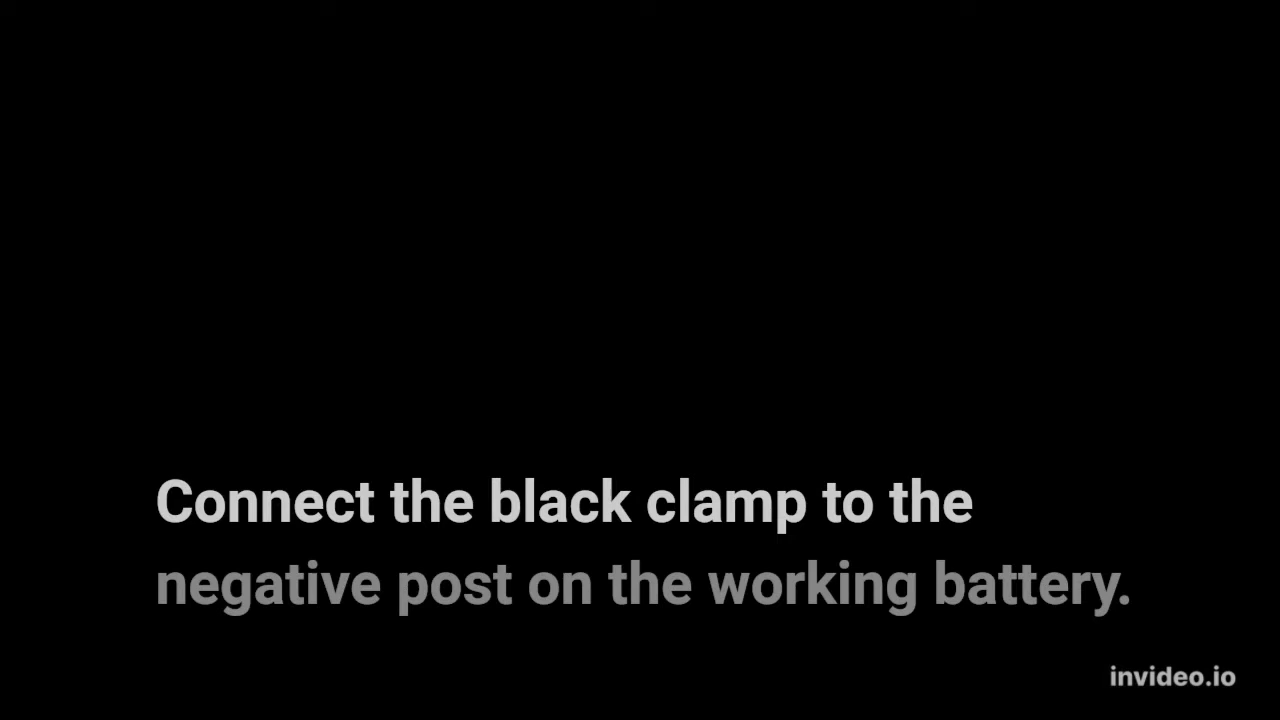 Connect the black clamp to the
negative post on the working battery.
invideo.io